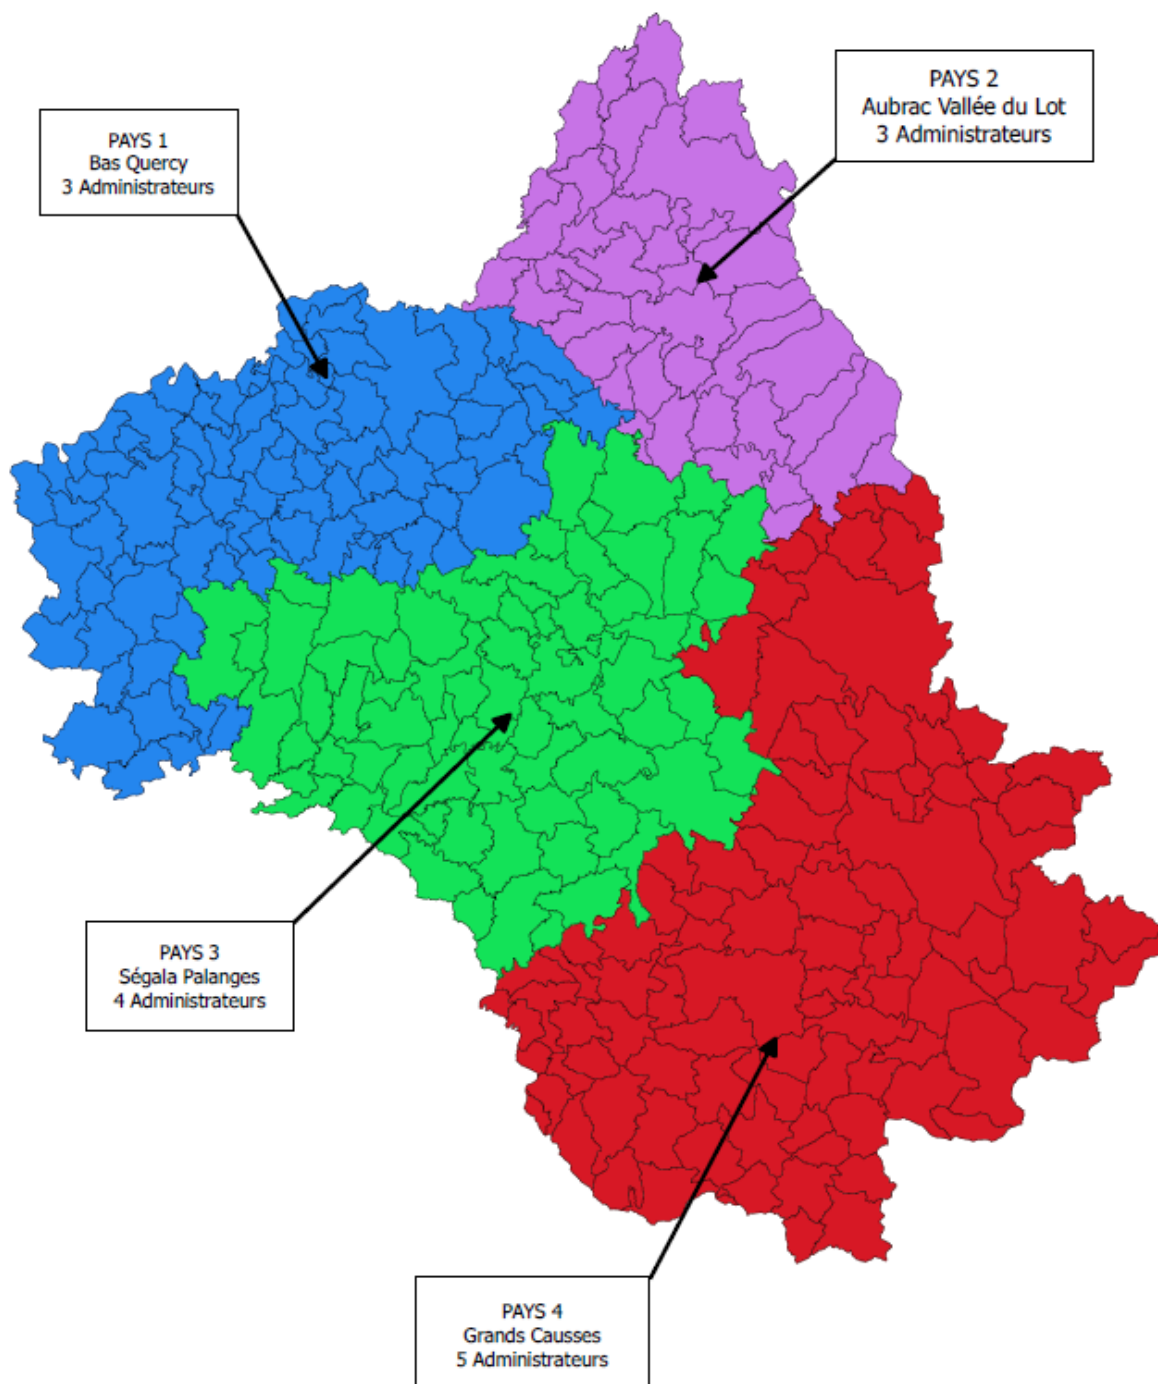 PAYS 1
Bas Quercy
3 Administrateurs
PAYS 2
Aubrac Vallée du Lot
3 Administrateurs
PAYS 3
Ségala Palanges
4 Administrateurs
PAYS 4
Grands Causses
5 Administrateurs